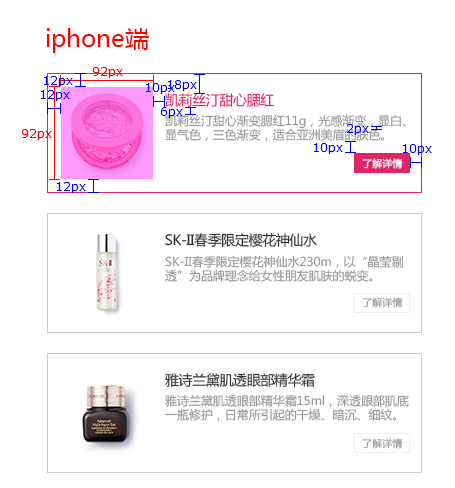 iphone端
92px
12px
18px
10px
12px
凯莉丝汀甜心腮红
6px
凯莉丝汀甜心渐变腮红11g，光感渐变，显白、
2px
92px
显气色，三色渐变，适合亚洲美眉的肤色。
10px
10px
了解详情
12px
SK-II春季限定樱花神仙水
SK-II春季限定樱花神仙水230m，以“晶莹剔
透”为品牌理念给女性朋友肌肤的蜕变。
了解详情
雅诗兰黛肌透眼部精华霜
雅诗兰黛肌透眼部精华霜15ml，深透眼部肌底
一瓶修护，日常所引起的干燥、暗沉、细纹。
了解详情